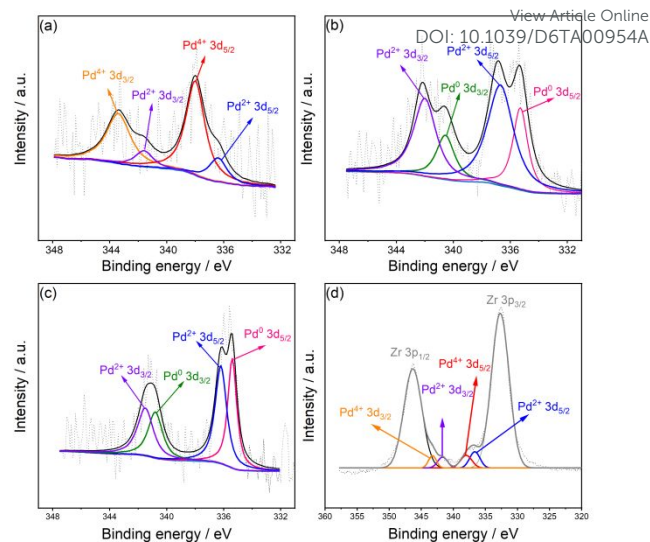 View Article Online
DOI: 10.1039/D6TA00954A
(a)
Pd⁴⁺ 3d₅/₂
Pd⁴⁺ 3d₃/₂
Pd²⁺ 3d₃/₂
Pd²⁺ 3d₅/₂
Intensity / a.u.
348 344 340 336 332
Binding energy / eV
(b)
Pd²⁺ 3d₃/₂
Pd²⁺ 3d₅/₂
Pd⁰ 3d₃/₂
Pd⁰ 3d₅/₂
Intensity / a.u.
344 340 336 332
Binding energy / eV
(c)
Pd²⁺ 3d₅/₂
Pd⁰ 3d₅/₂
Pd²⁺ 3d₃/₂
Pd⁰ 3d₃/₂
Intensity / a.u.
348 344 340 336 332
Binding energy / eV
(d)
Zr 3p₃/₂
Zr 3p₁/₂
Pd⁴⁺ 3d₅/₂
Pd²⁺ 3d₃/₂
Pd⁴⁺ 3d₃/₂
Pd²⁺ 3d₅/₂
Intensity / a.u.
360 355 350 345 340 335 330 325 320
Binding energy / eV